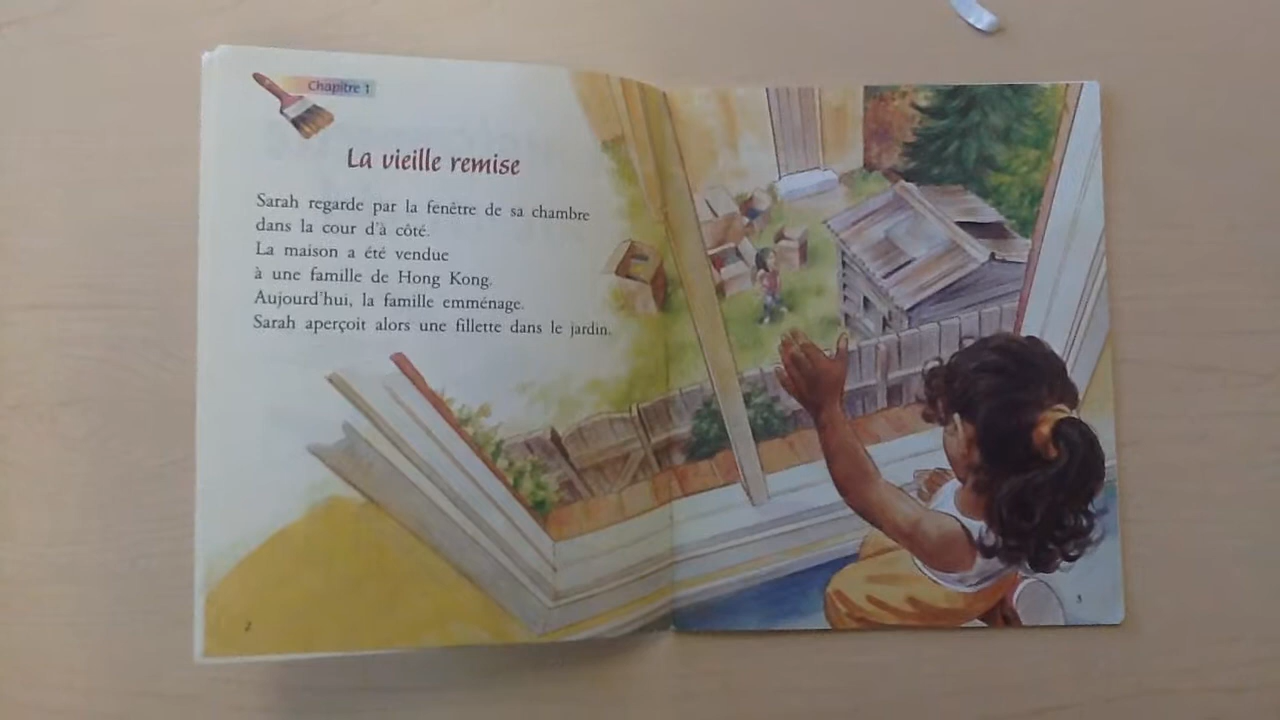 Chapitre 1
La vieille remise
Sarah regarde par la fenêtre de sa chambre
dans la cour d'à côté.
La maison a été vendue
à une famille de Hong Kong.
Aujourd'hui, la famille emménage.
Sarah aperçoit alors une fillette dans le jardin.
2
3